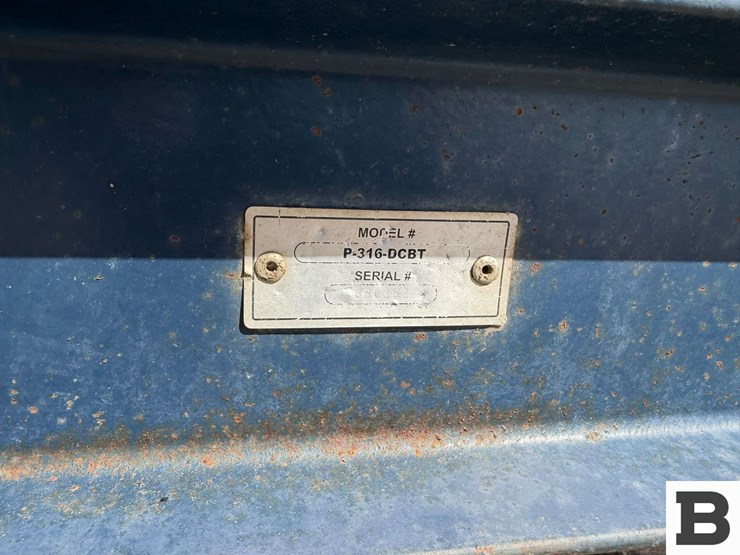 MODEL #
P-316-DCBT
SERIAL #
B